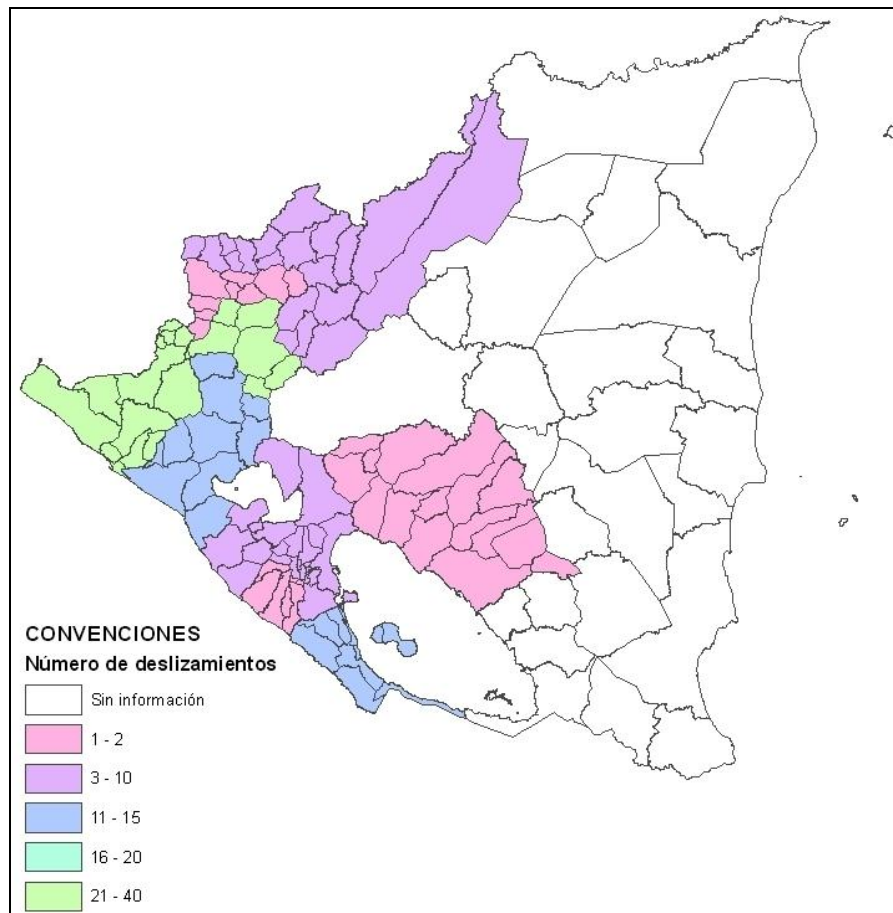 CONVENCIONES
Número de deslizamientos
Sin información
1 - 2
3 - 10
11 - 15
16 - 20
21 - 40